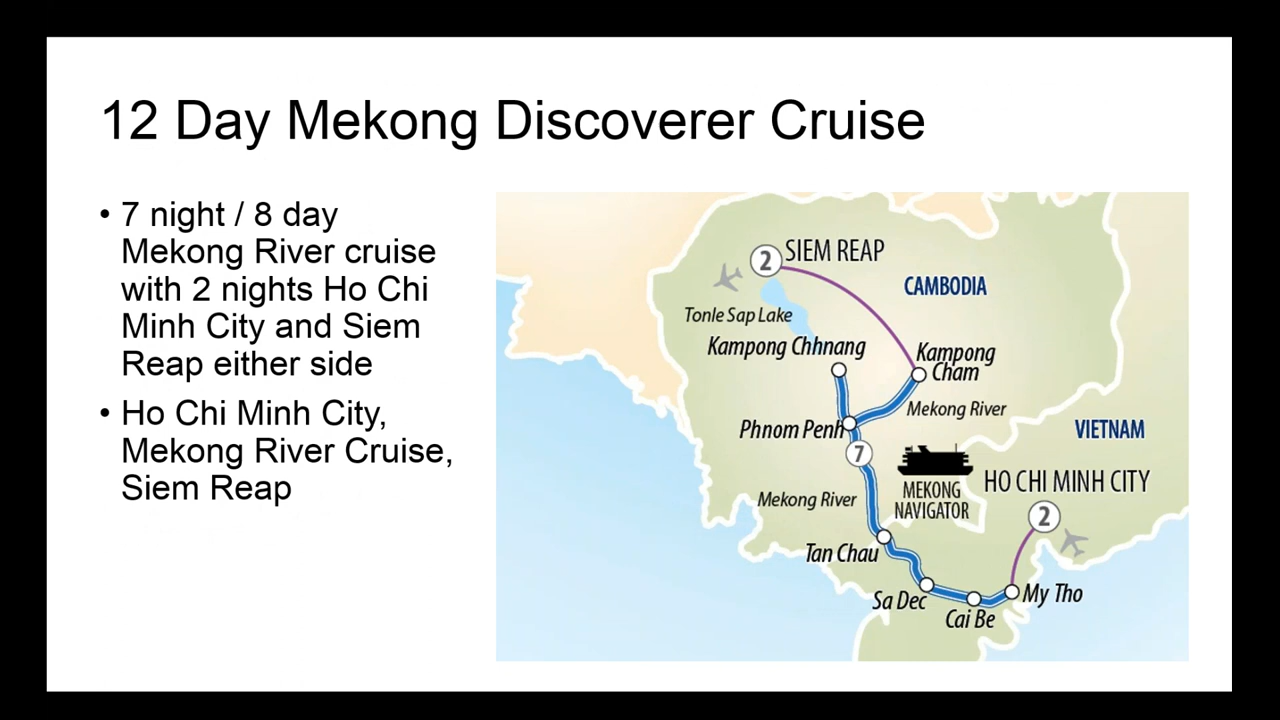 12 Day Mekong Discoverer Cruise
• 7 night / 8 day
Mekong River cruise
with 2 nights Ho Chi
Minh City and Siem
Reap either side
• Ho Chi Minh City,
Mekong River Cruise,
Siem Reap
2 SIEM REAP
CAMBODIA
Tonle Sap Lake
Kampong Chhnang
Kampong
Cham
Mekong River
Phnom Penh
VIETNAM
7
HO CHI MINH CITY
MEKONG
NAVIGATOR
Mekong River
2
Tan Chau
Sa Dec
My Tho
Cai Be